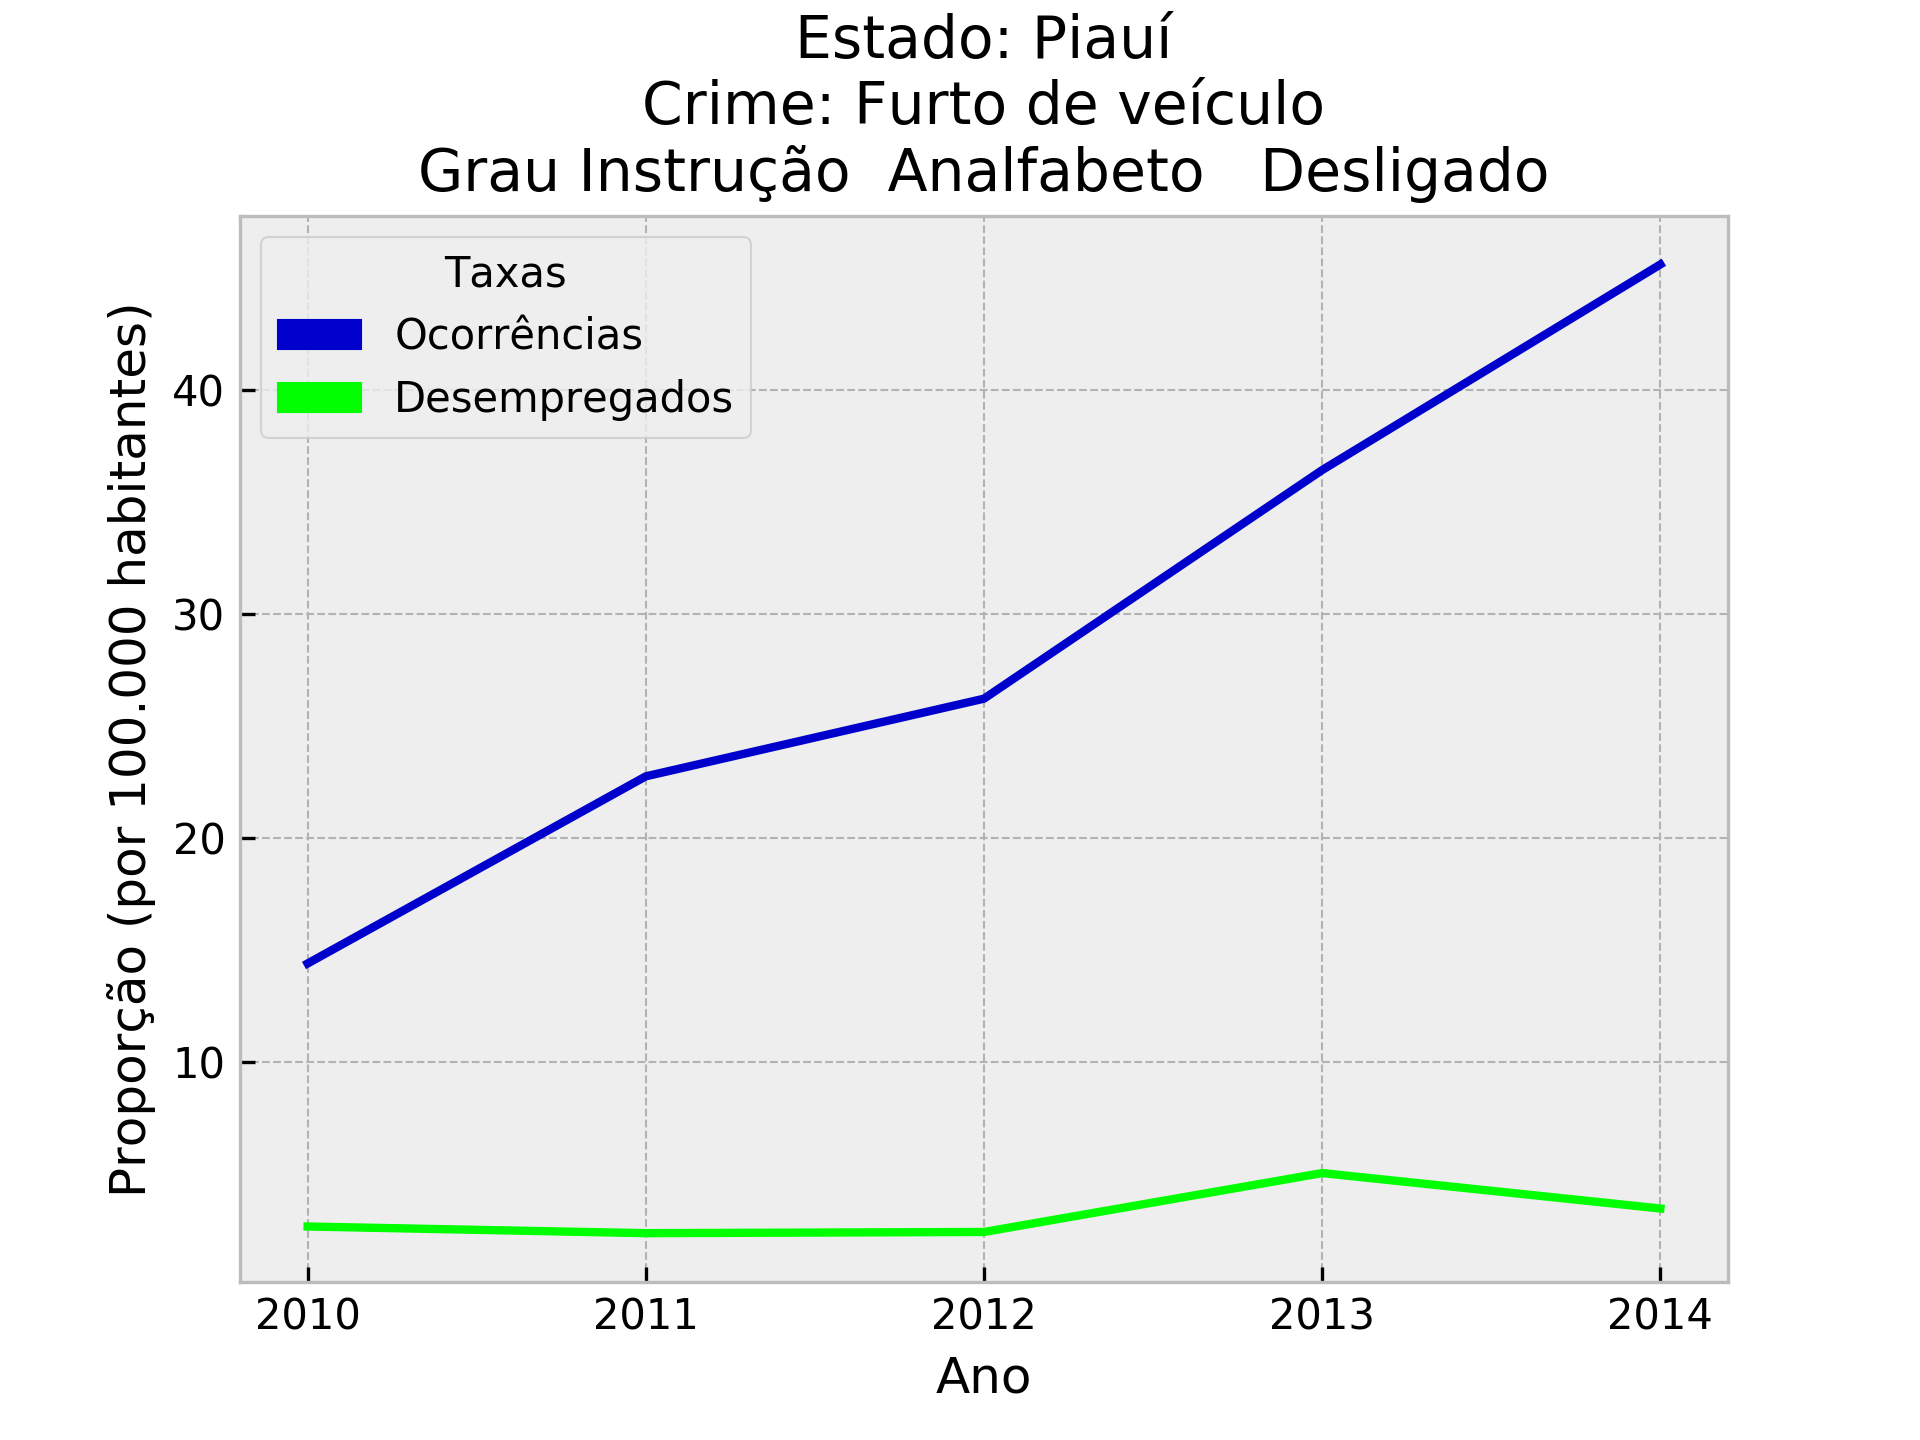 Estado: Piauí
Crime: Furto de veículo
Grau Instrução  Analfabeto   Desligado
Taxas
Ocorrências
Desempregados
Proporção (por 100.000 habitantes)
40
30
20
10
2010 2011 2012 2013 2014
Ano